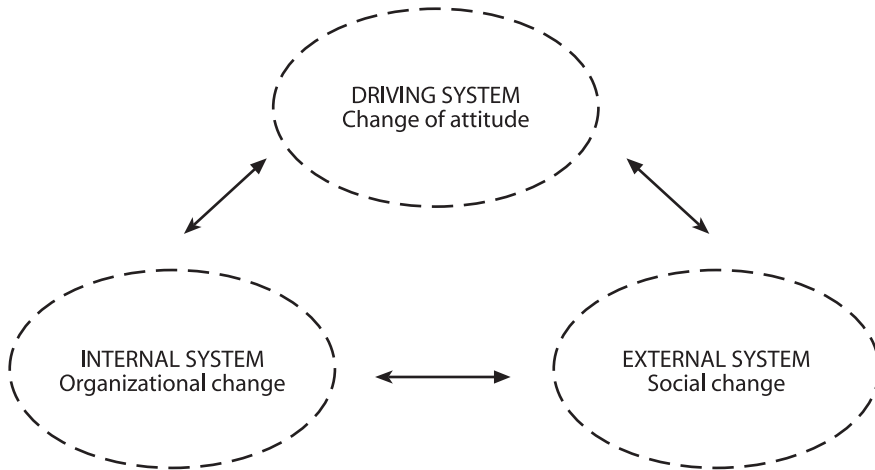 DRIVING SYSTEM
Change of attitude
INTERNAL SYSTEM
Organizational change
EXTERNAL SYSTEM
Social change